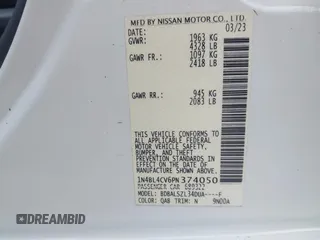 MFD BY NISSAN MOTOR CO., LTD.
DATE: 03/23
GVWR: 1963 KG
4328 LB
GAWR FR: 1097 KG
2418 LB
GAWR RR: 945 KG
2083 LB
THIS VEHICLE CONFORMS TO ALL
APPLICABLE FEDERAL MOTOR VEHICLE SAFETY,
BUMPER, AND THEFT PREVENTION
STANDARDS IN EFFECT ON THE DATE OF
MANUFACTURE SHOWN ABOVE.
1N4BL4CV6PN374050
PASSENGER CAR
MODEL:
COLOR: QAB TRIM: N